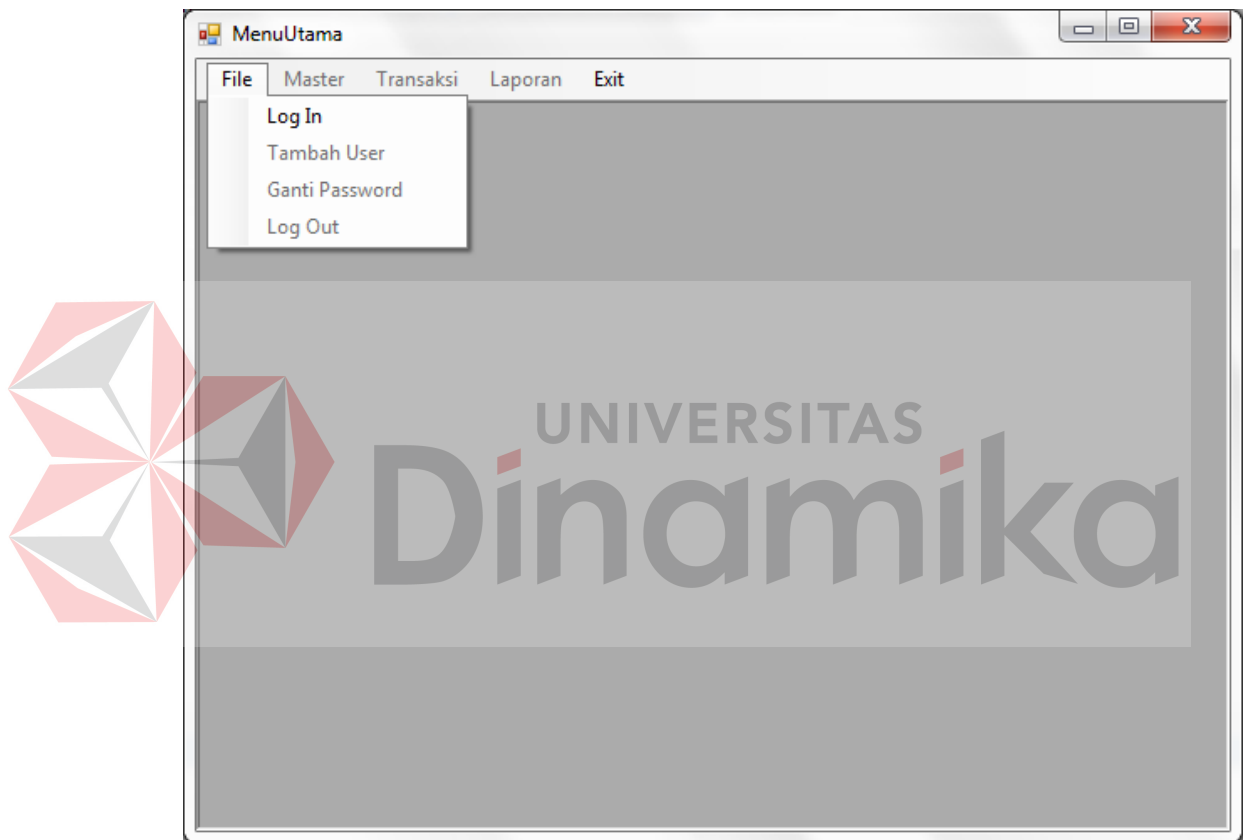 MenuUtama
File Master Transaksi Laporan Exit
Log In
Tambah User
Ganti Password
Log Out
UNIVERSITAS
Dinamika